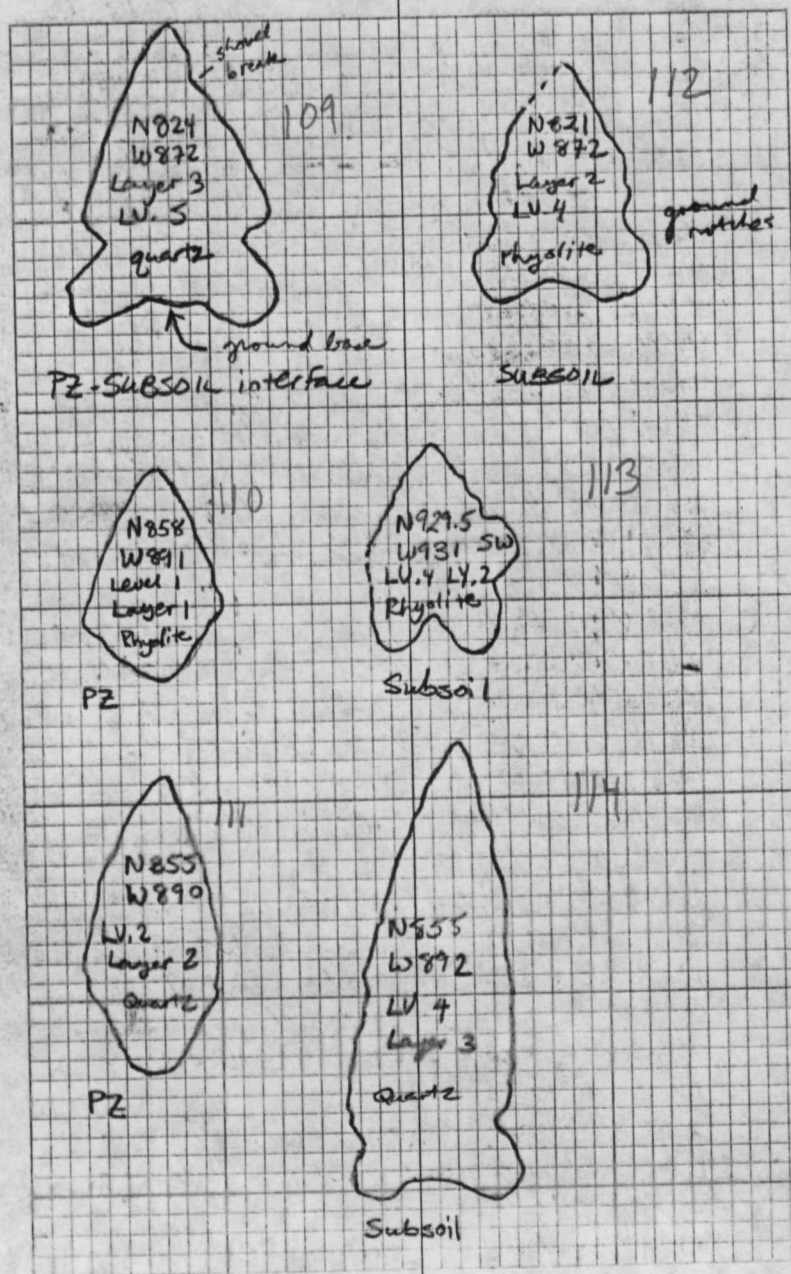 shovel
break
109
N824
W872
Layer 3
LV. 5
quartz
ground base
PZ-SUBSOIL interface
112
N821
W872
Layer 2
LV. 4
rhyolite
ground
notches
SUBSOIL
110
N858
W891
Level 1
Layer 1
Rhyolite
PZ
113
N929.5
W931 SW
LV.4 LY.2
Rhyolite
Subsoil
111
N855
W890
LV.2
Layer 2
Quartz
PZ
114
N855
W892
LV 4
Layer 3
Quartz
Subsoil